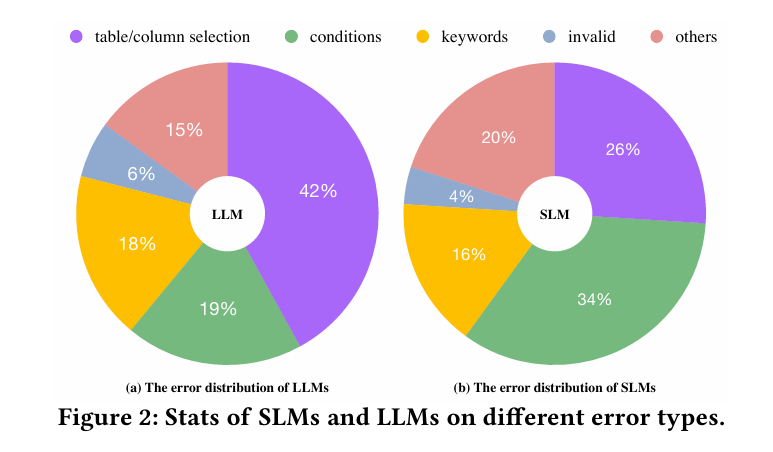 table/column selection
conditions
keywords
invalid
others
15%
6%
42%
LLM
18%
19%
20%
26%
4%
SLM
16%
34%
(a) The error distribution of LLMs
(b) The error distribution of SLMs
Figure 2: Stats of SLMs and LLMs on different error types.